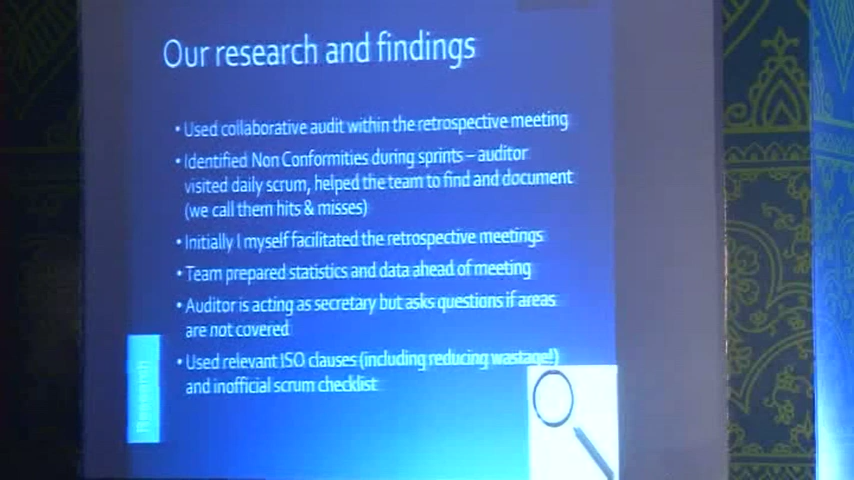 Our research and findings
• Used collaborative audit within the retrospective meeting
• Identified Non Conformities during sprints – auditor
visited daily scrum, helped the team to find and document
(we call them hits & misses)
• Initially I myself facilitated the retrospective meetings
• Team prepared statistics and data ahead of meeting
• Auditor is acting as secretary but asks questions if areas
are not covered
• Used relevant ISO clauses (including reducing wastage!)
and inofficial scrum checklist
Research